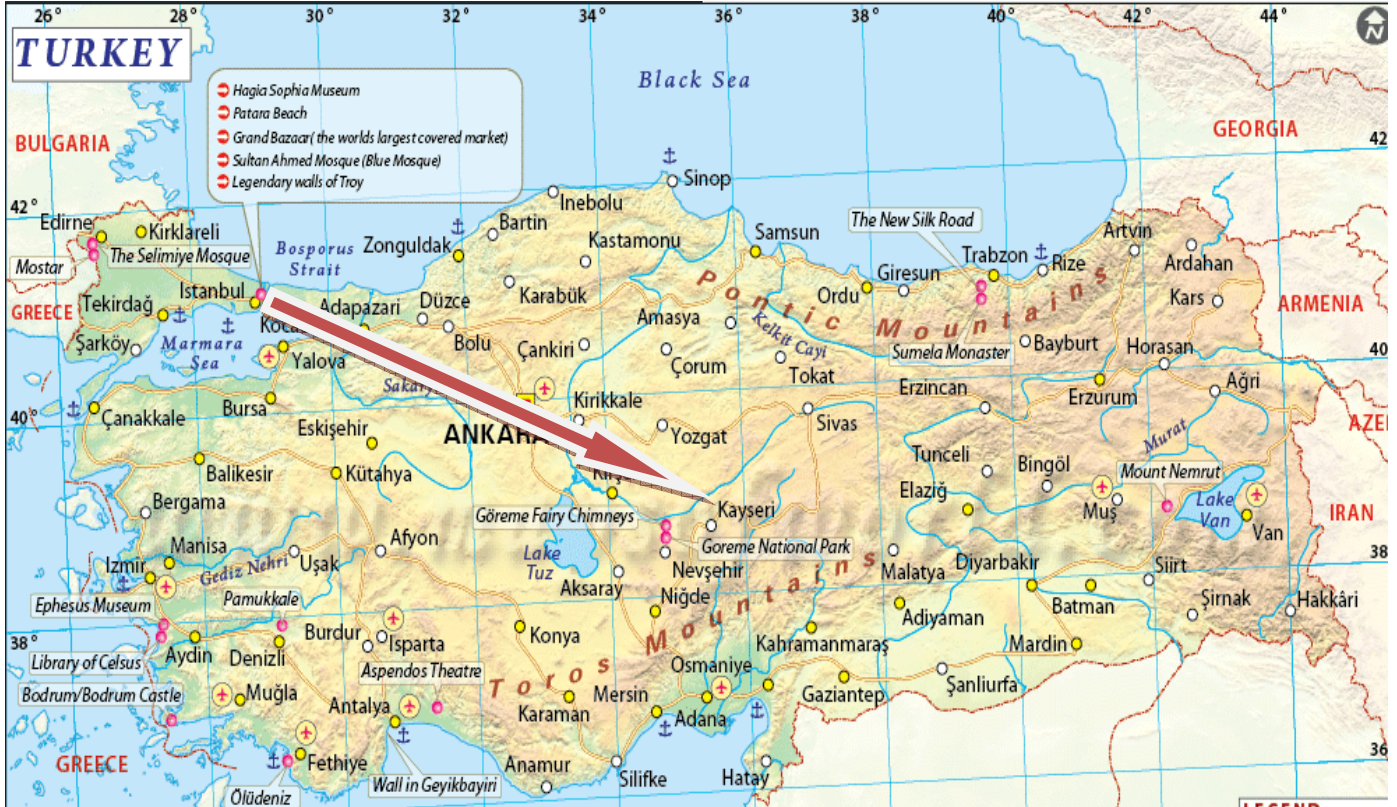 26° 28° 30° 32° 34° 36° 38° 40° 42° 44°
N
TURKEY
Black Sea
Hagia Sophia Museum
Patara Beach
Grand Bazaar( the worlds largest covered market)
Sultan Ahmed Mosque (Blue Mosque)
Legendary walls of Troy
BULGARIA
GEORGIA
42
Sinop
42°
Inebolu
Edirne
Kirklareli
Bartin
The New Silk Road
Samsun
Artvin
The Selimiye Mosque
Bosporus
Strait
Zonguldak
Kastamonu
Trabzon
Rize
Ardahan
Mostar
Istanbul
Giresun
Pontic Mountains
GREECE
Tekirdağ
Adapazari
Düzce
Karabük
Ordu
Kars
ARMENIA
Amasya
Kelkit Cayi
Şarköy
Marmara
Sea
Yalova
Bolu
Çankiri
Çorum
Tokat
Sumela Monaster
Bayburt
Horasan
40
Bursa
Kirikkale
Erzincan
Erzurum
Ağri
40°
Çanakkale
Eskişehir
ANKARA
Yozgat
Sivas
Murat
Balikesir
Kütahya
Tunceli
Bingöl
Mount Nemrut
Bergama
Göreme Fairy Chimneys
Kayseri
Elaziğ
Muş
Lake
Van
Van
IRAN
Manisa
Afyon
Goreme National Park
38
Izmir
Gediz Nehri
Uşak
Lake
Tuz
Nevşehir
Malatya
Diyarbakir
Siirt
Ephesus Museum
Pamukkale
Aksaray
Niğde
Toros Mountains
Adiyaman
Batman
Şirnak
Hakkâri
38°
Burdur
Isparta
Konya
Kahramanmaraş
Mardin
Library of Celsus
Aydin
Denizli
Aspendos Theatre
Osmaniye
Bodrum/Bodrum Castle
Muğla
Antalya
Karaman
Mersin
Adana
Gaziantep
Şanliurfa
36
GREECE
Fethiye
Wall in Geyikbayiri
Anamur
Silifke
Hatay
Ölüdeniz
LEGEND